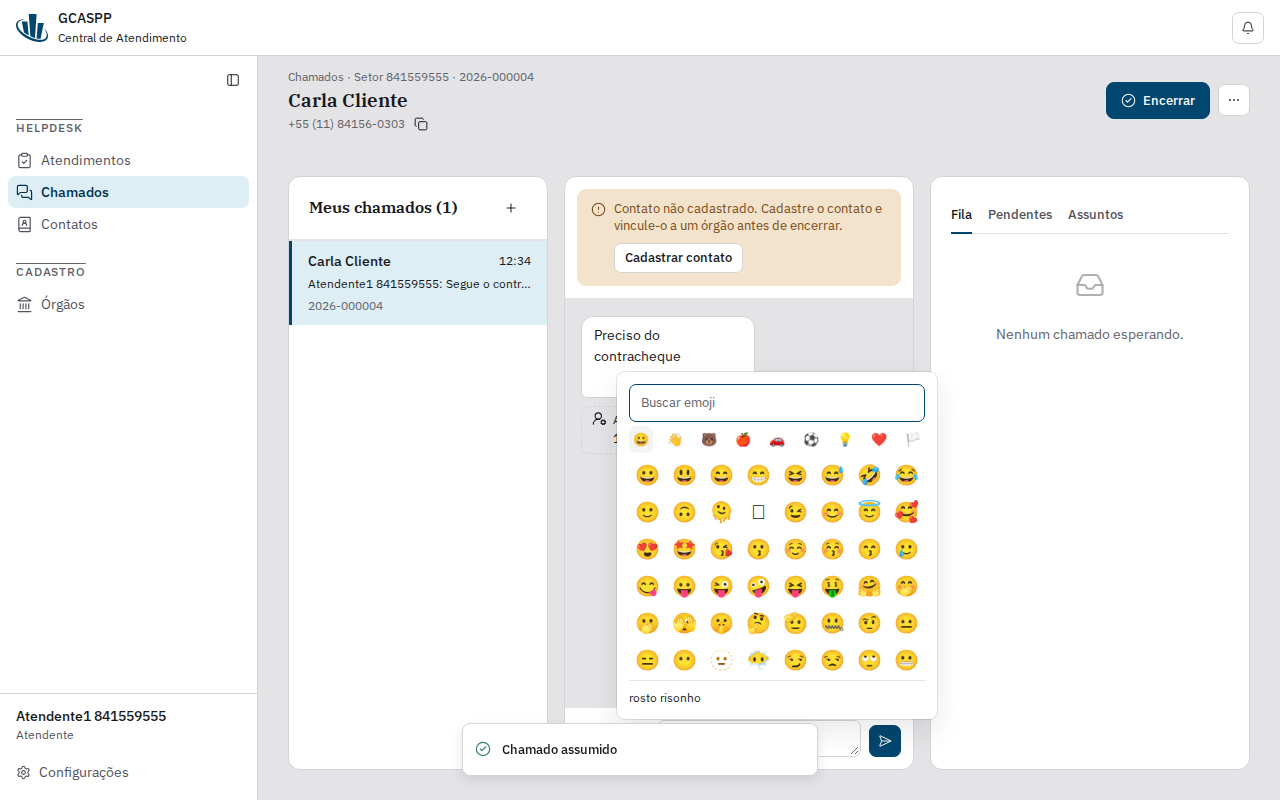 GCASPP
Central de Atendimento
HELPDESK
Atendimentos
Chamados
Contatos
CADASTRO
Órgãos
Atendente1 841559555
Atendente
Configurações
Chamados · Setor 841559555 · 2026-000004
Carla Cliente
+55 (11) 84156-0303
Encerrar
Meus chamados (1)
Carla Cliente
12:34
Atendente1 841559555: Segue o contr...
2026-000004
Contato não cadastrado. Cadastre o contato e
vincule-o a um órgão antes de encerrar.
Cadastrar contato
Preciso do
contracheque
Buscar emoji
rosto risonho
Chamado assumido
Fila
Pendentes
Assuntos
Nenhum chamado esperando.